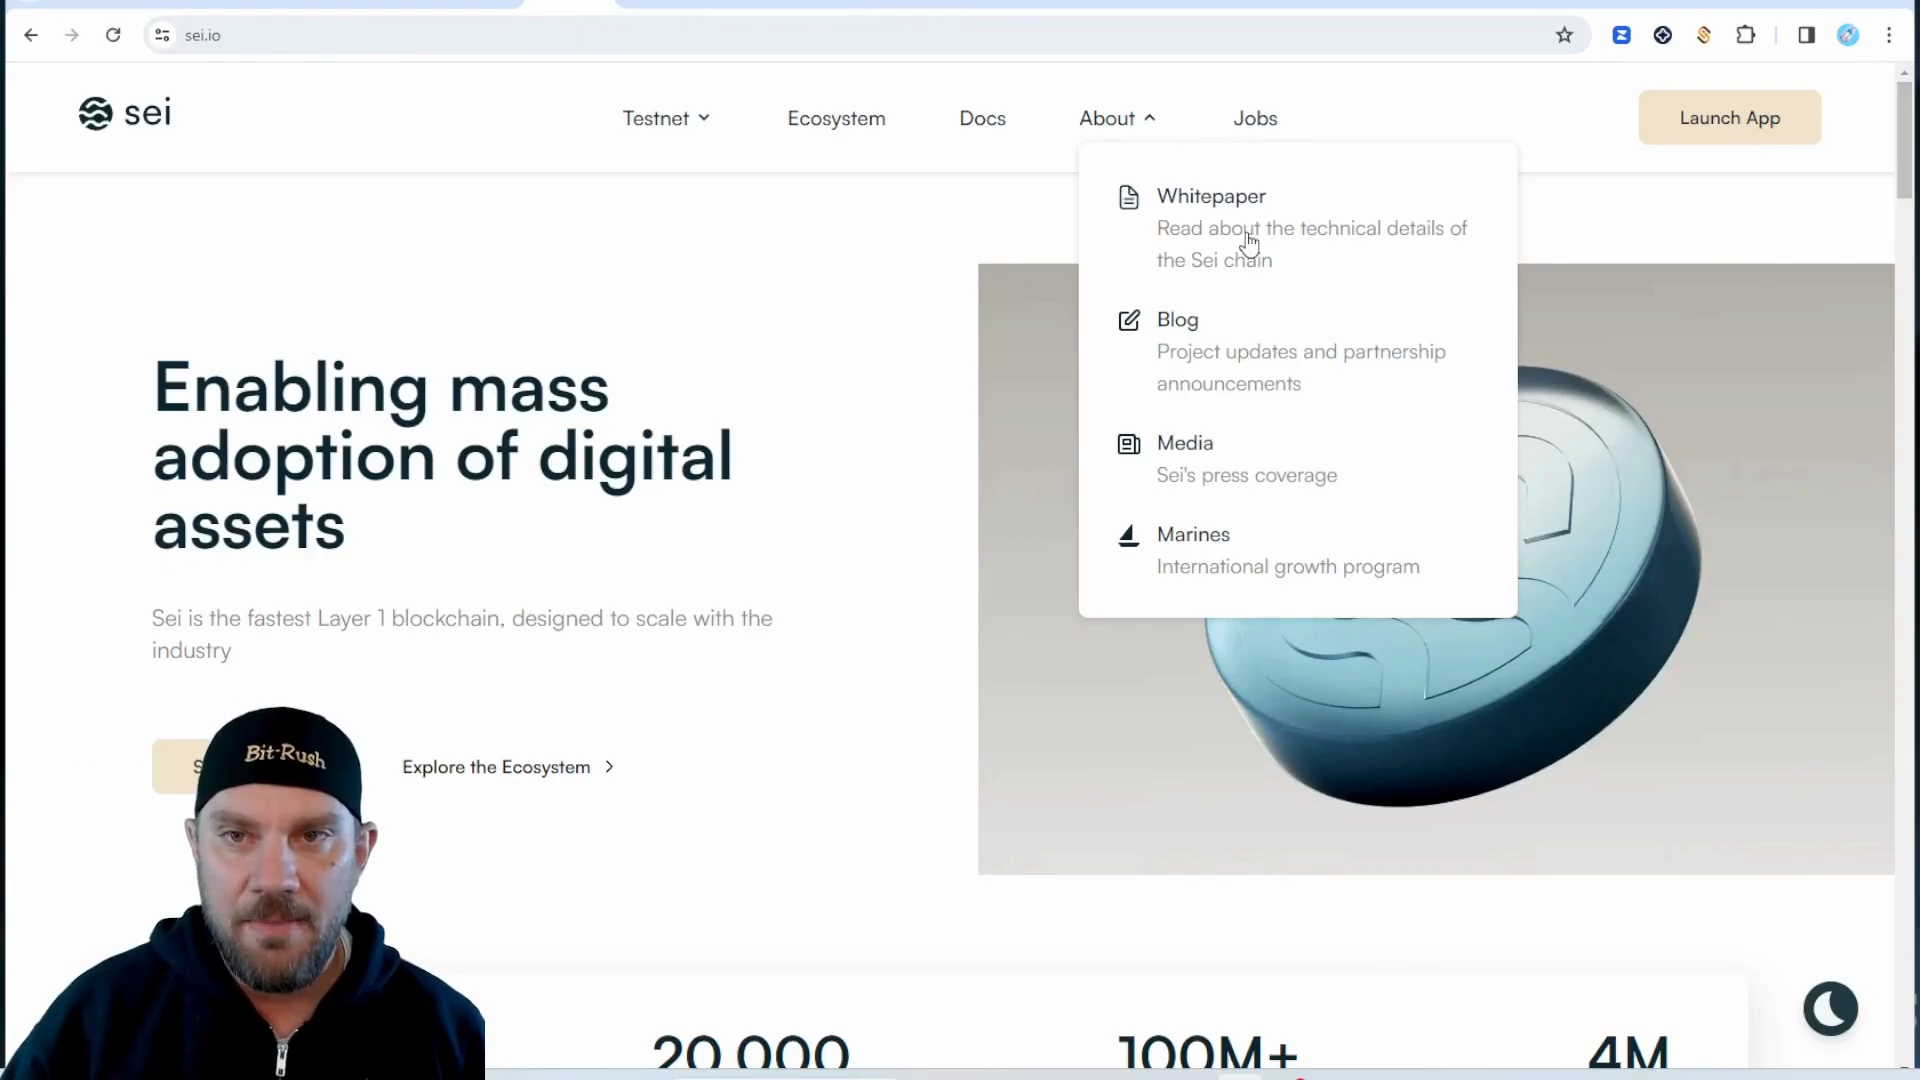 sei.io
sei
Testnet
Ecosystem
Docs
About
Jobs
Launch App
Whitepaper
Read about the technical details of
the Sei chain
Blog
Project updates and partnership
announcements
Media
Sei's press coverage
Marines
International growth program
Enabling mass
adoption of digital
assets
Sei is the fastest Layer 1 blockchain, designed to scale with the
industry
Explore the Ecosystem
Bit-Rush
20 000
100M+
4M